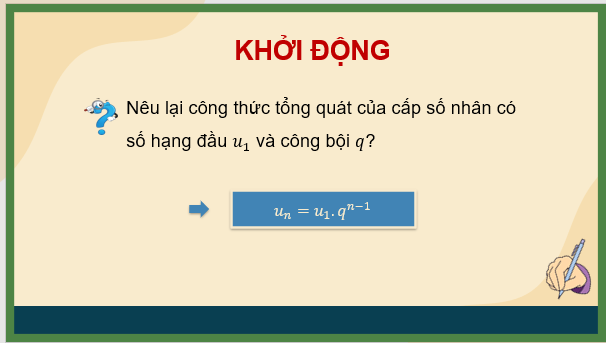 KHỞI ĐỘNG
Nêu lại công thức tổng quát của cấp số nhân có
số hạng đầu 𝑢₁ và công bội 𝑞?
𝑢ₙ = 𝑢₁. 𝑞ⁿ⁻¹